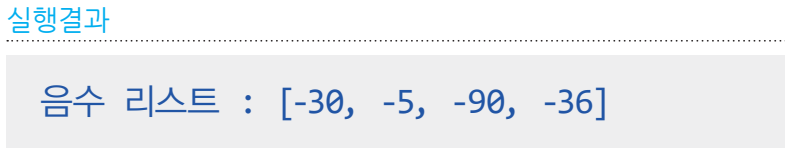 실행결과
음수 리스트 : [-30, -5, -90, -36]